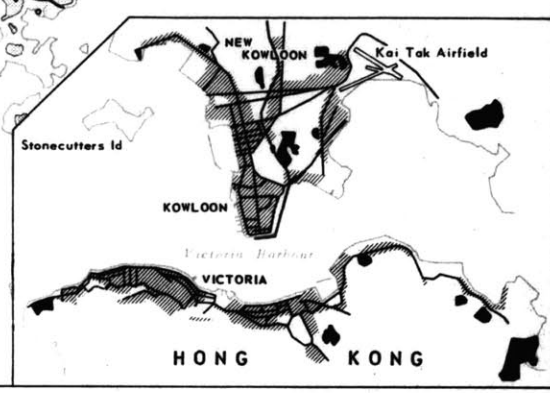 NEW
KOWLOON
Kai Tak Airfield
Stonecutters Id
KOWLOON
Victoria Harbour
VICTORIA
HONG KONG